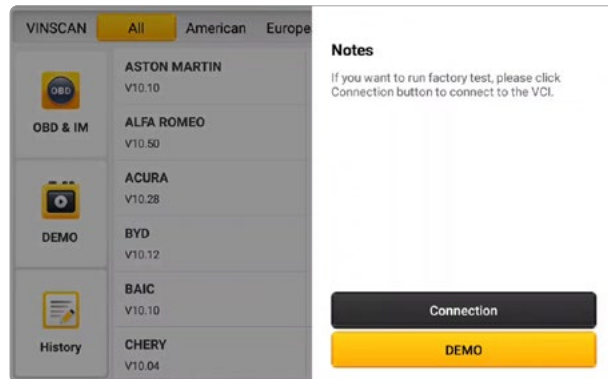 VINSCAN All American Europe
OBD
OBD & IM
DEMO
History
ASTON MARTIN
V10.10
ALFA ROMEO
V10.50
ACURA
V10.28
BYD
V10.12
BAIC
V10.10
CHERY
V10.04
Notes
If you want to run factory test, please click
Connection button to connect to the VCI.
Connection
DEMO